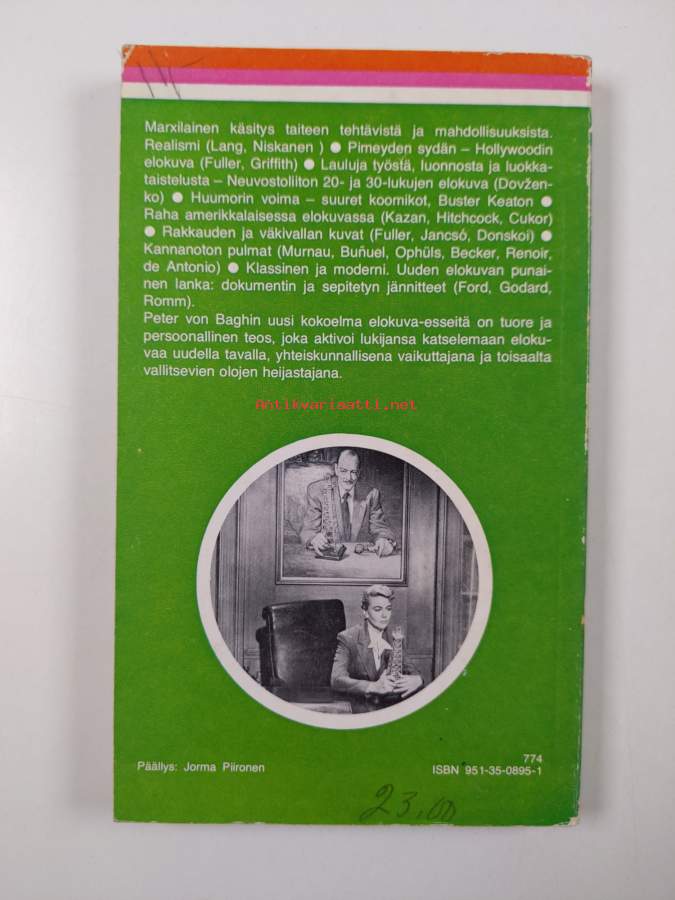 Marxilainen käsitys taiteen tehtävistä ja mahdollisuuksista.
Realismi (Lang, Niskanen ) ● Pimeyden sydän – Hollywoodin
elokuva (Fuller, Griffith) ● Lauluja työstä, luonnosta ja luokka-
taistelusta – Neuvostoliiton 20- ja 30-lukujen elokuva (Dovžen-
ko) ● Huumorin voima – suuret koomikot, Buster Keaton ●
Raha amerikkalaisessa elokuvassa (Kazan, Hitchcock, Cukor)
● Rakkauden ja väkivallan kuvat (Fuller, Jancsó, Donskoi) ●
Kannanoton pulmat (Murnau, Buñuel, Ophüls, Becker, Renoir,
de Antonio) ● Klassinen ja moderni. Uuden elokuvan punai-
nen lanka: dokumentin ja sepitetyn jännitteet (Ford, Godard,
Romm).
Peter von Baghin uusi kokoelma elokuva-esseitä on tuore ja
persoonallinen teos, joka aktivoi lukijansa katselemaan eloku-
vaa uudella tavalla, yhteiskunnallisena vaikuttajana ja toisaalta
vallitsevien olojen heijastajana.
Antikvariaatti.net
774
Päällys: Jorma Piironen
ISBN 951-35-0895-1
23,00